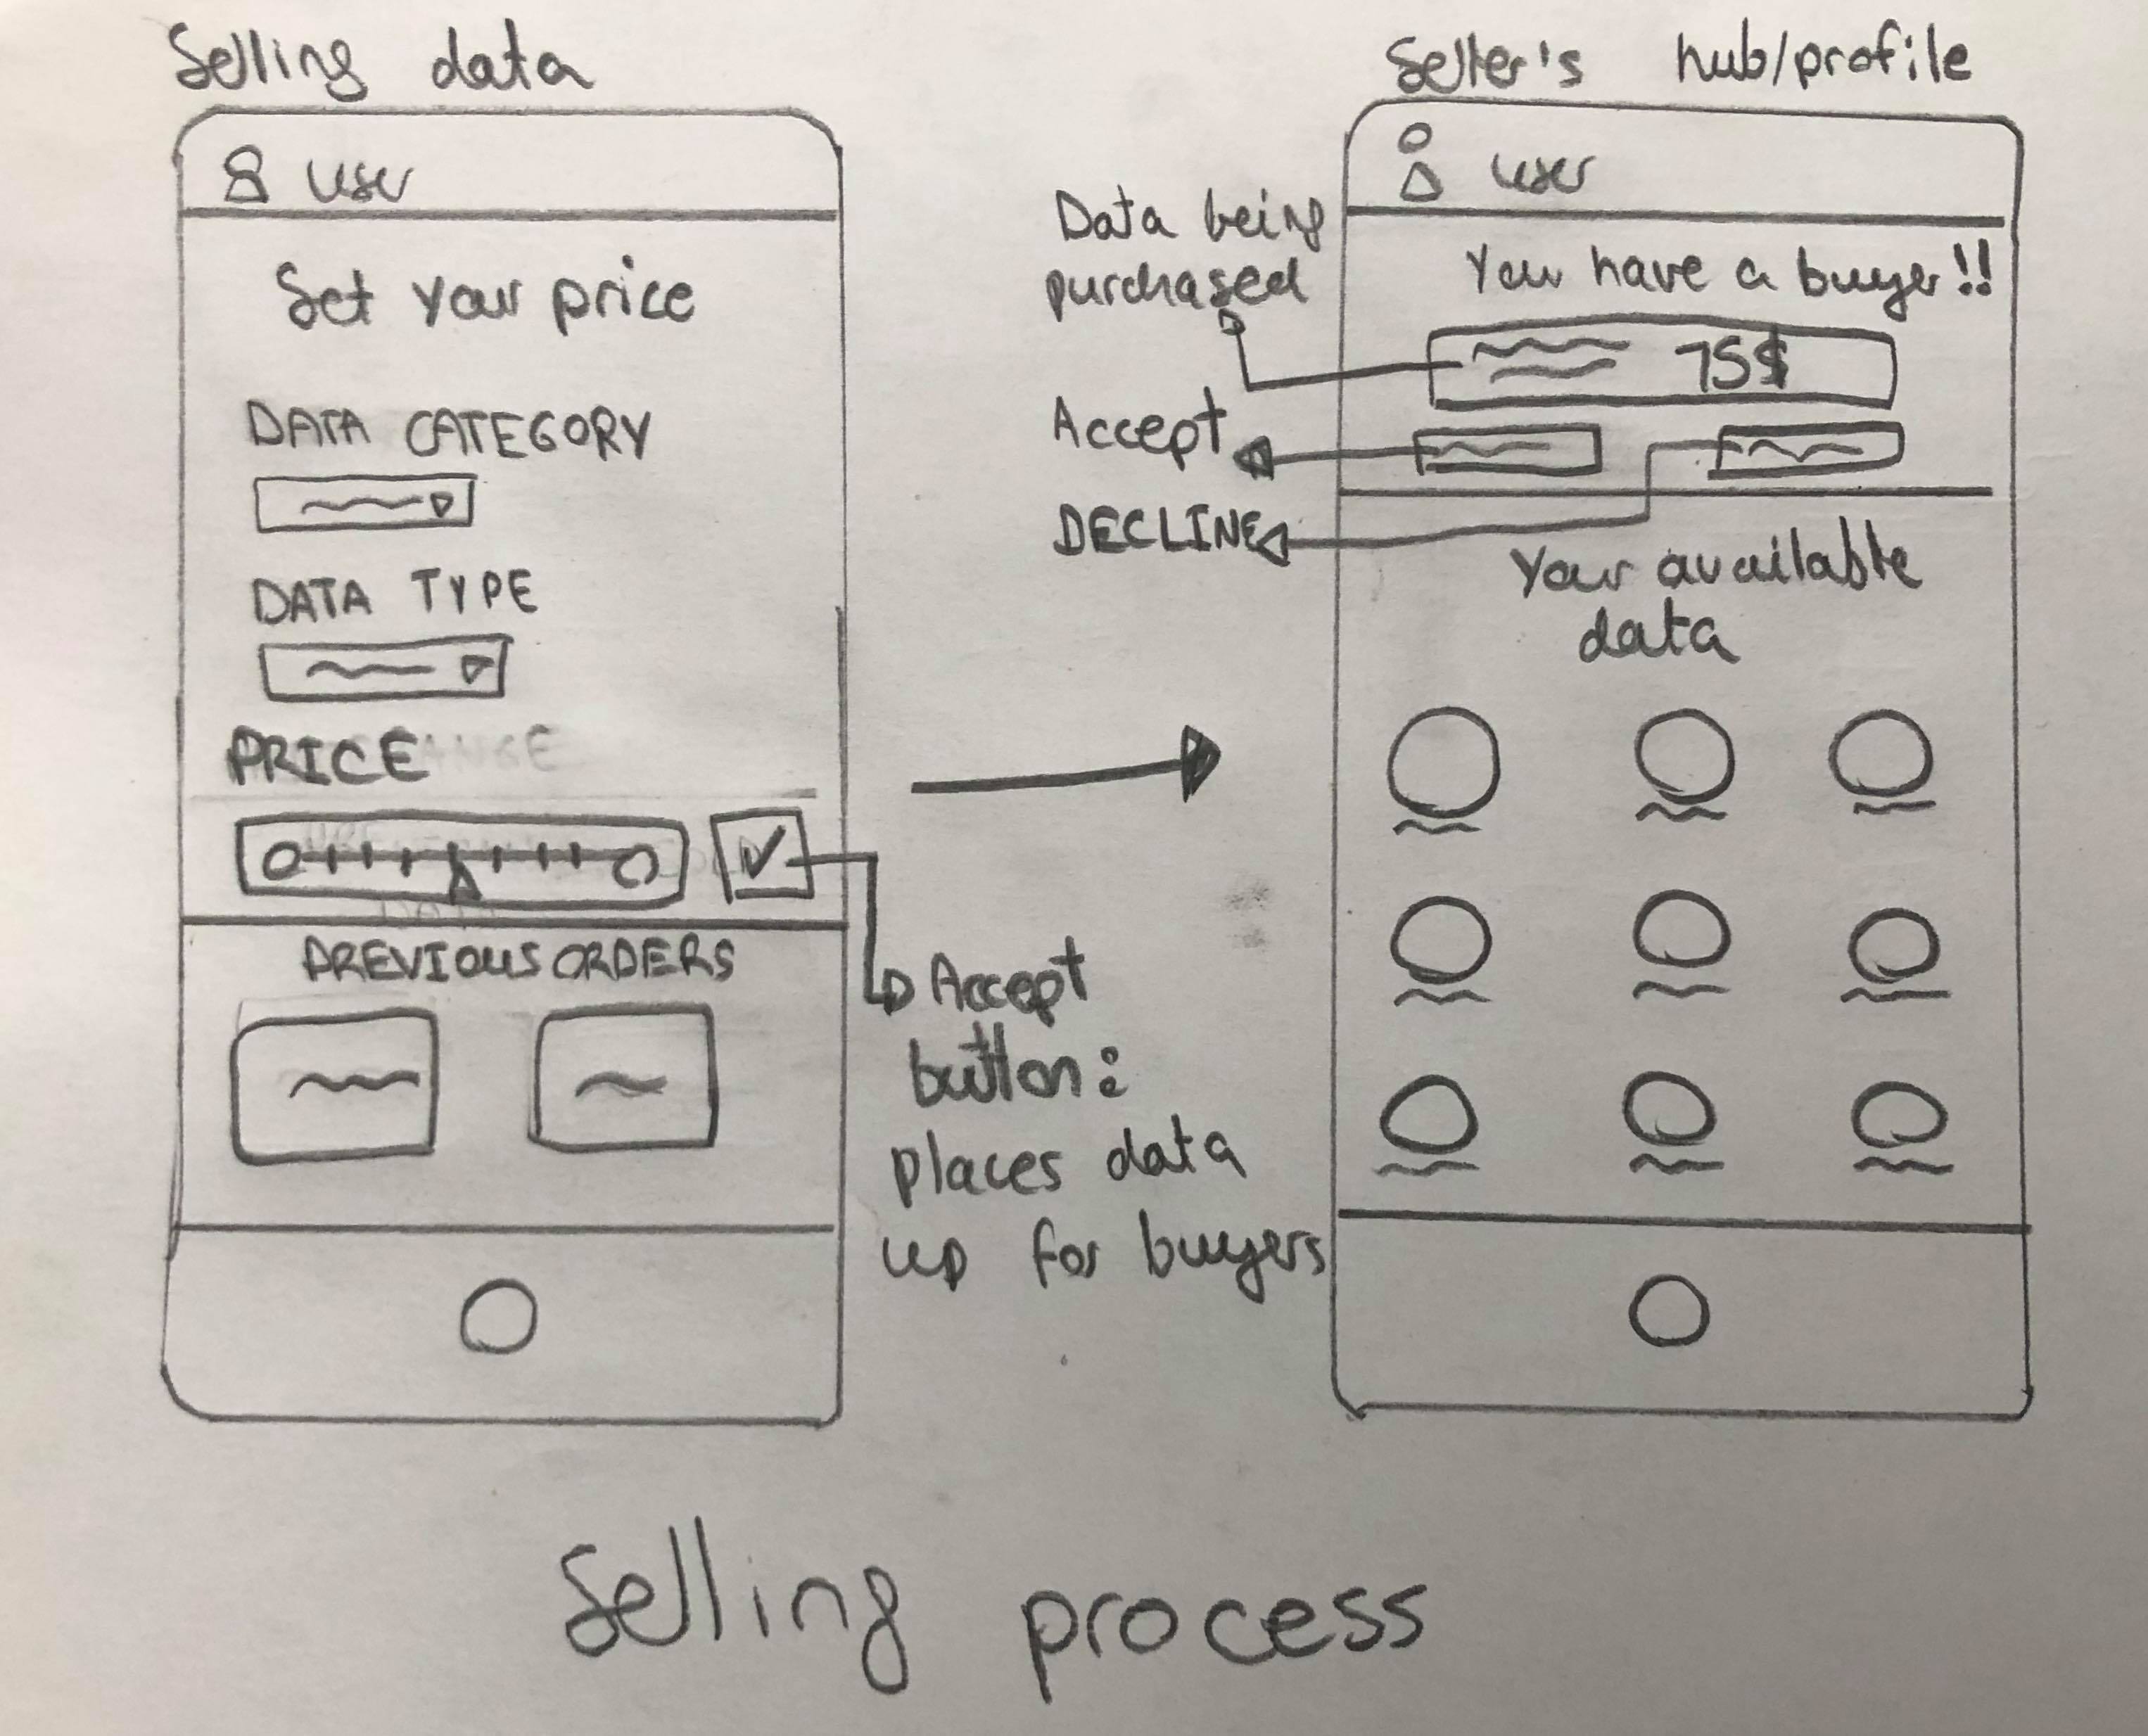 Selling data
user
Set your price
DATA CATEGORY
DATA TYPE
PRICE
PREVIOUS ORDERS
Accept
button:
places data
up for buyers
Seller's hub/profile
user
You have a buyer!!
75$
Data being
purchased
Accept
DECLINE
Your available
data
Selling process